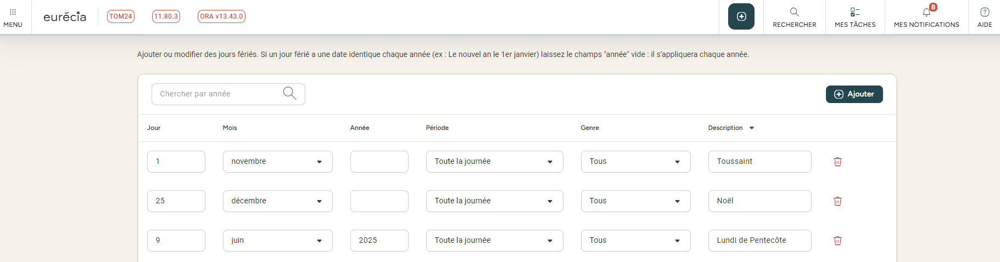 MENU
eurécia
TOM24
11.80.3
ORA v13.43.0
RECHERCHER
MES TÂCHES
8
MES NOTIFICATIONS
AIDE
Ajouter ou modifier des jours fériés. Si un jour férié a une date identique chaque année (ex : Le nouvel an le 1er janvier) laissez le champs "année" vide : il s’appliquera chaque année.
Chercher par année
Ajouter
Jour Mois Année Période Genre Description
1 novembre Toute la journée Tous Toussaint
25 décembre Toute la journée Tous Noël
9 juin 2025 Toute la journée Tous Lundi de Pentecôte